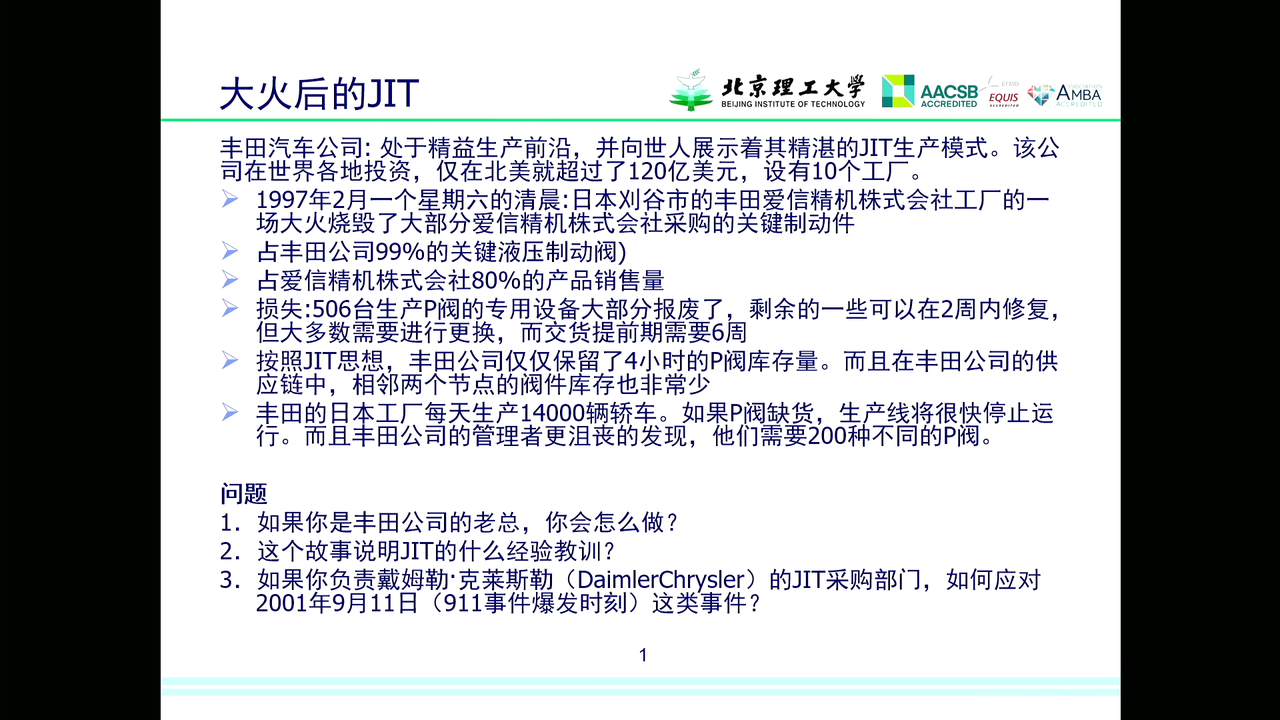 大火后的JIT
北京理工大学
BEIJING INSTITUTE OF TECHNOLOGY
AACSB
ACCREDITED
EFMD
EQUIS
ACCREDITED
AMBA
ACCREDITED
丰田汽车公司: 处于精益生产前沿，并向世人展示着其精湛的JIT生产模式。该公
司在世界各地投资，仅在北美就超过了120亿美元，设有10个工厂。
1997年2月一个星期六的清晨:日本刈谷市的丰田爱信精机株式会社工厂的一
场大火烧毁了大部分爱信精机株式会社采购的关键制动件
占丰田公司99%的关键液压制动阀)
占爱信精机株式会社80%的产品销售量
损失:506台生产P阀的专用设备大部分报废了，剩余的一些可以在2周内修复，
但大多数需要进行更换，而交货提前期需要6周
按照JIT思想，丰田公司仅仅保留了4小时的P阀库存量。而且在丰田公司的供
应链中，相邻两个节点的阀件库存也非常少
丰田的日本工厂每天生产14000辆轿车。如果P阀缺货，生产线将很快停止运
行。而且丰田公司的管理者更沮丧的发现，他们需要200种不同的P阀。
问题
1. 如果你是丰田公司的老总，你会怎么做？
2. 这个故事说明JIT的什么经验教训？
3. 如果你负责戴姆勒·克莱斯勒（DaimlerChrysler）的JIT采购部门，如何应对
2001年9月11日（911事件爆发时刻）这类事件？
1